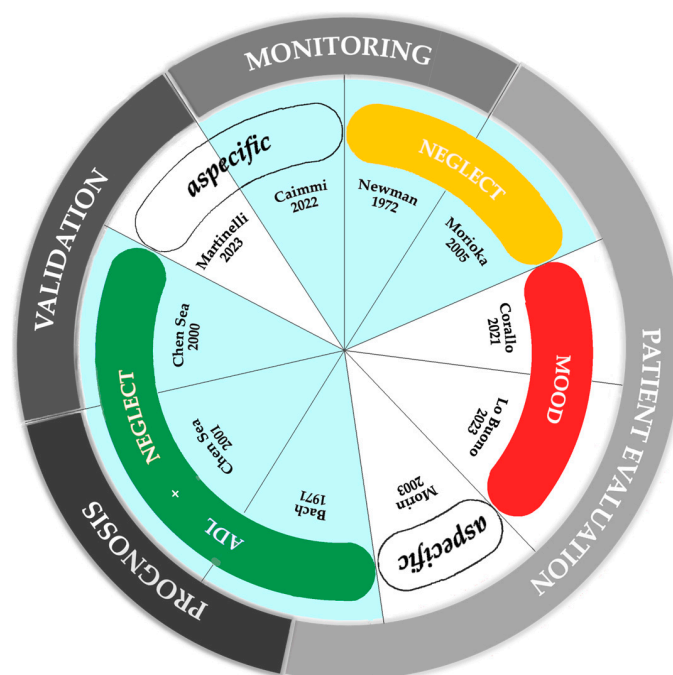 MONITORING
PATIENT EVALUATION
PROGNOSIS
VALIDATION
NEGLECT
MOOD
aspecific
NEGLECT
+
ADL
aspecific
Newman
1972
Morioka
2005
Corallo
2021
Lo Buono
2023
Morin
2003
Bach
1971
Chen Sea
2001
Chen Sea
2000
Martinelli
2023
Caimmi
2022